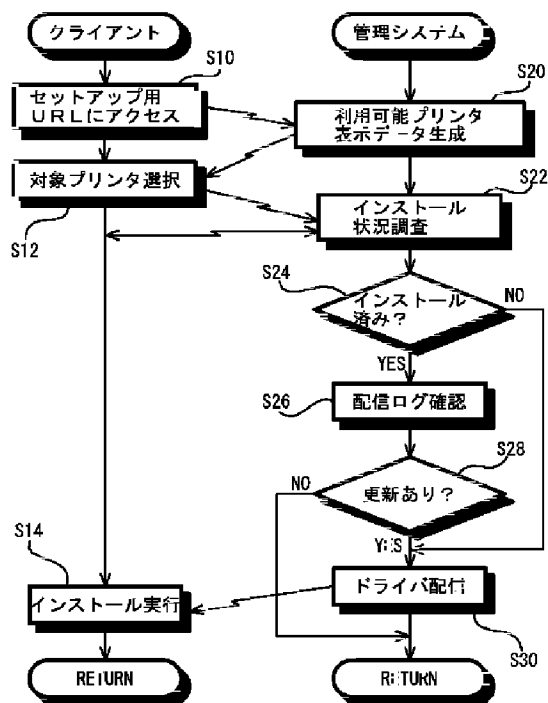 クライアント
管理システム
S10
セットアップ用
URLにアクセス
S20
利用可能プリンタ
表示データ生成
対象プリンタ選択
S12
S22
インストール
状況調査
S24
インストール
済み？
NO
YES
S26
配信ログ確認
S28
NO
更新あり？
YES
S14
インストール実行
ドライバ配信
S30
RETURN
RETURN